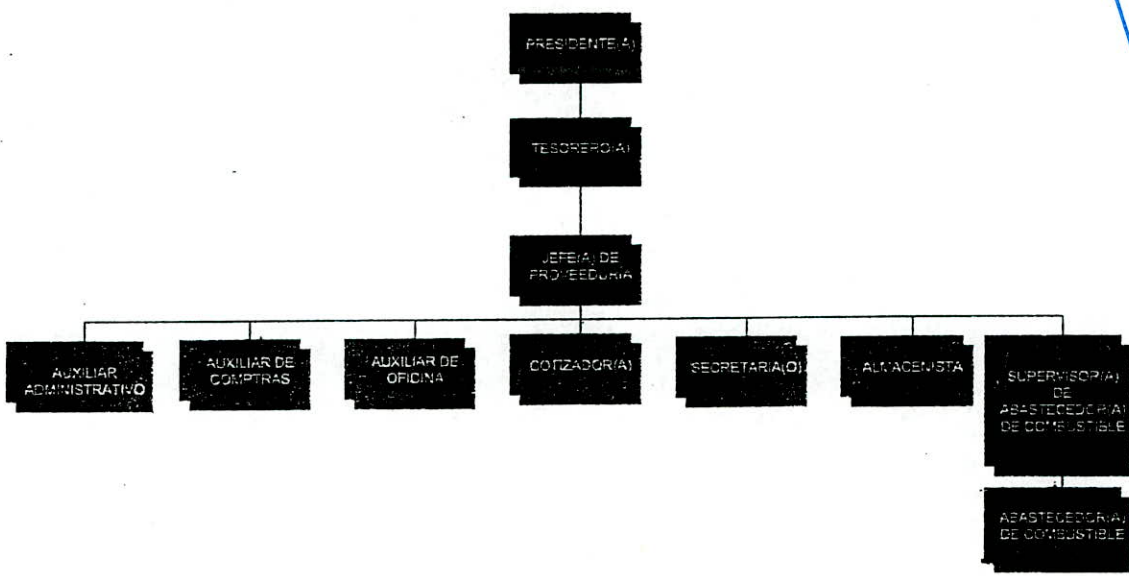 PRESIDENTE(A)
TESORERO(A)
JEFE(A) DE
PROVEEDURÍA
AUXILIAR
ADMINISTRATIVO
AUXILIAR DE
COMPTRAS
AUXILIAR DE
OFICINA
COTIZADOR(A)
SECRETARIA(O)
ALMACENISTA
SUPERVISOR(A)
DE
ABASTECEDOR(A)
DE COMBUSTIBLE
ABASTECEDOR(A)
DE COMBUSTIBLE